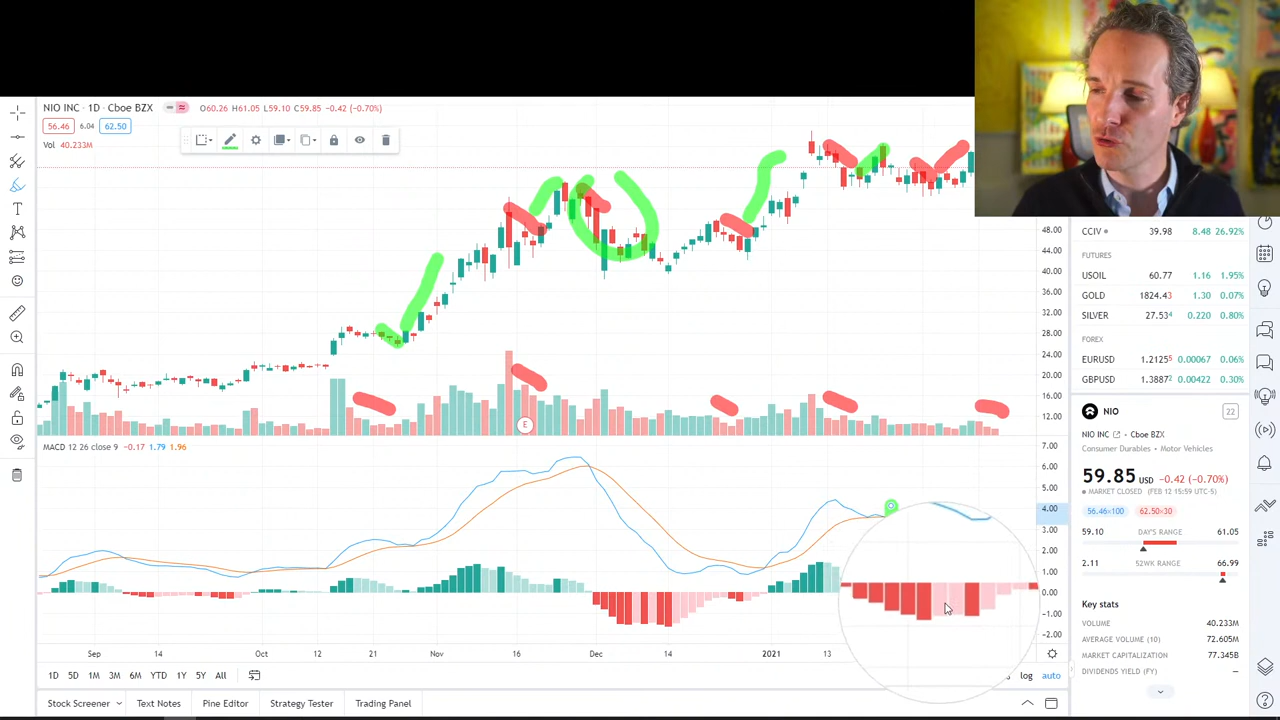 NIO INC · 1D · Cboe BZX
O60.26 H61.05 L59.10 C59.85 −0.42 (−0.70%)
56.46 6.04 62.50
Vol 40.233M
48.00
44.00
40.00
36.00
32.00
28.00
24.00
20.00
16.00
12.00
E
MACD 12 26 close 9 −0.17 1.79 1.96
7.00
6.00
5.00
4.00
3.00
2.00
1.00
0.00
−1.00
−2.00
Sep 14 Oct 12 21 Nov 16 Dec 14 2021 13
1D 5D 1M 3M 6M YTD 1Y 5Y All
log auto
Stock Screener Text Notes Pine Editor Strategy Tester Trading Panel
CCIV 39.98 8.48 26.92%
FUTURES
USOIL 60.77 1.16 1.95%
GOLD 1824.43 1.30 0.07%
SILVER 27.534 0.220 0.80%
FOREX
EURUSD 1.21255 0.00067 0.06%
GBPUSD 1.38872 0.00422 0.30%
NIO 22
NIO INC · Cboe BZX
Consumer Durables · Motor Vehicles
59.85 USD −0.42 (−0.70%)
MARKET CLOSED (FEB 12 15:59 UTC-5)
56.46×100 62.50×30
59.10 DAY'S RANGE 61.05
2.11 52WK RANGE 66.99
Key stats
VOLUME 40.233M
AVERAGE VOLUME (10) 72.605M
MARKET CAPITALIZATION 77.345B
DIVIDENDS YIELD (FY) —